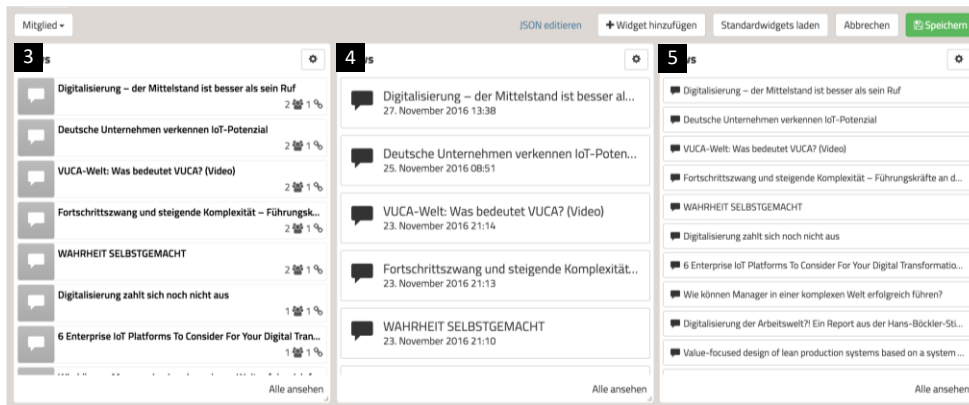 Mitglied
JSON editieren
Widget hinzufügen
Standardwidgets laden
Abbrechen
Speichern
3
s
Digitalisierung – der Mittelstand ist besser als sein Ruf
2 1
Deutsche Unternehmen verkennen IoT-Potenzial
2 1
VUCA-Welt: Was bedeutet VUCA? (Video)
2 1
Fortschrittszwang und steigende Komplexität – Führungsk...
2 1
WAHRHEIT SELBSTGEMACHT
2 1
Digitalisierung zahlt sich noch nicht aus
1 1
6 Enterprise IoT Platforms To Consider For Your Digital Tran...
1 1
Alle ansehen
4
s
Digitalisierung – der Mittelstand ist besser al...
27. November 2016 13:38
Deutsche Unternehmen verkennen IoT-Poten...
25. November 2016 08:51
VUCA-Welt: Was bedeutet VUCA? (Video)
23. November 2016 21:14
Fortschrittszwang und steigende Komplexität...
23. November 2016 21:13
WAHRHEIT SELBSTGEMACHT
23. November 2016 21:10
Alle ansehen
5
vs
Digitalisierung – der Mittelstand ist besser als sein Ruf
Deutsche Unternehmen verkennen IoT-Potenzial
VUCA-Welt: Was bedeutet VUCA? (Video)
Fortschrittszwang und steigende Komplexität – Führungskräfte an d...
WAHRHEIT SELBSTGEMACHT
Digitalisierung zahlt sich noch nicht aus
6 Enterprise IoT Platforms To Consider For Your Digital Transformatio...
Wie können Manager in einer komplexen Welt erfolgreich führen?
Digitalisierung der Arbeitswelt?! Ein Report aus der Hans-Böckler-Sti...
Value-focused design of lean production systems based on a system ...
Alle ansehen